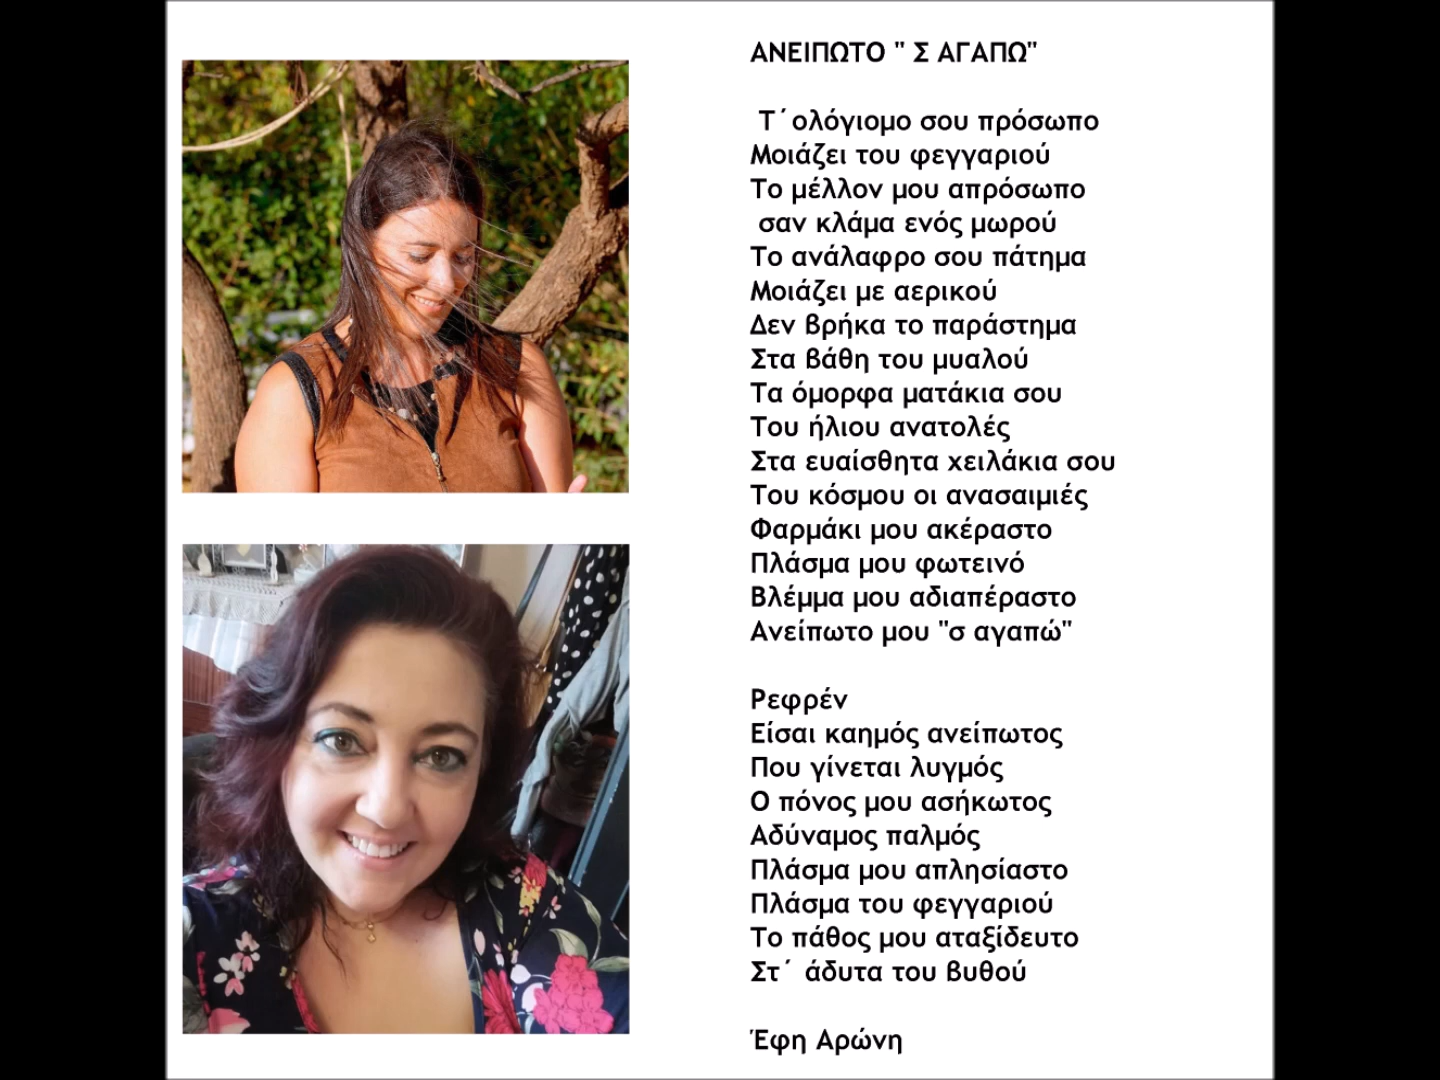 ΑΝΕΙΠΩΤΟ " Σ ΑΓΑΠΩ"
Τ΄ολόγιομο σου πρόσωπο
Μοιάζει του φεγγαριού
Το μέλλον μου απρόσωπο
σαν κλάμα ενός μωρού
Το ανάλαφρο σου πάτημα
Μοιάζει με αερικού
Δεν βρήκα το παράστημα
Στα βάθη του μυαλού
Τα όμορφα ματάκια σου
Του ήλιου ανατολές
Στα ευαίσθητα χειλάκια σου
Του κόσμου οι ανασαιμιές
Φαρμάκι μου ακέραστο
Πλάσμα μου φωτεινό
Βλέμμα μου αδιαπέραστο
Ανείπωτο μου "σ αγαπώ"
Ρεφρέν
Είσαι καημός ανείπωτος
Που γίνεται λυγμός
Ο πόνος μου ασήκωτος
Αδύναμος παλμός
Πλάσμα μου απλησίαστο
Πλάσμα του φεγγαριού
Το πάθος μου αταξίδευτο
Στ΄ άδυτα του βυθού
Έφη Αρώνη